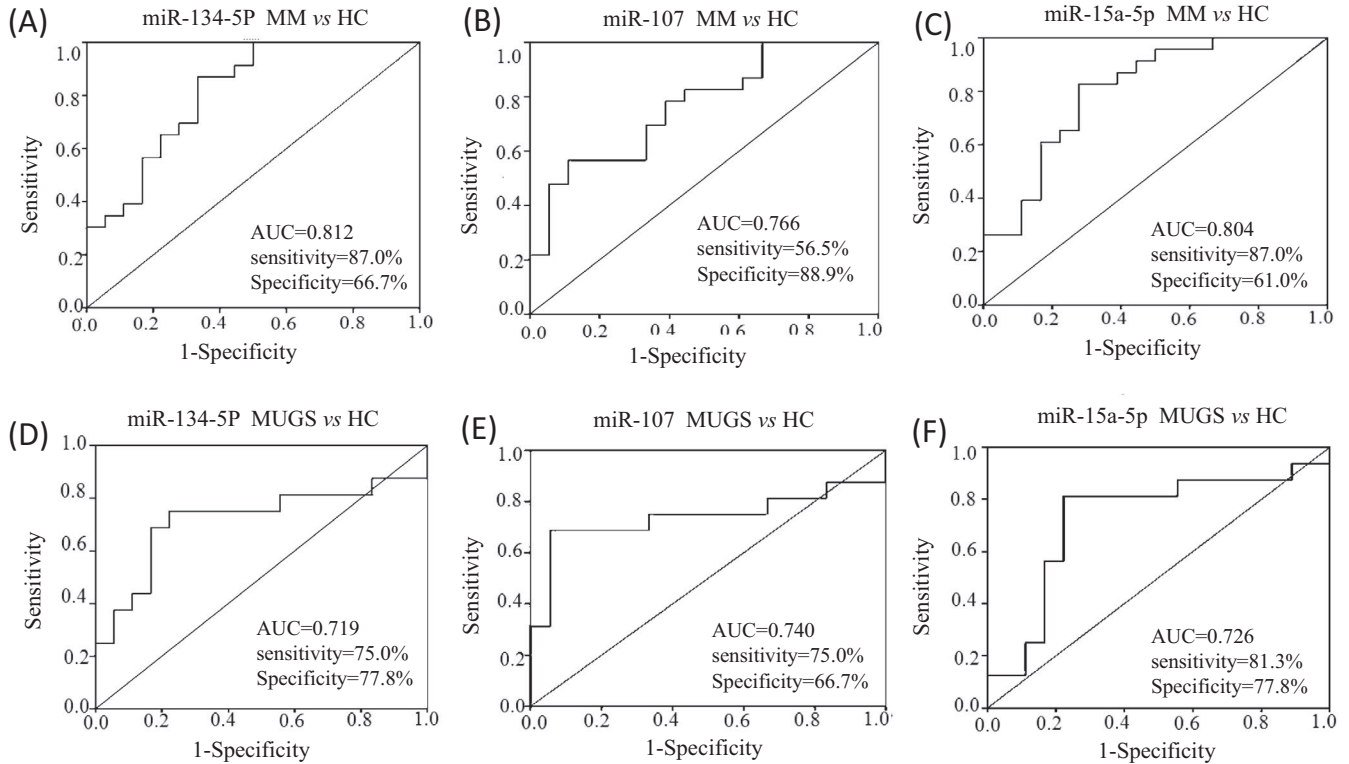 (A)
miR-134-5P MM vs HC
Sensitivity
1.0
0.8
0.6
0.4
0.2
0.0
AUC=0.812
sensitivity=87.0%
Specificity=66.7%
0.0 0.2 0.4 0.6 0.8 1.0
1-Specificity
(B)
miR-107 MM vs HC
Sensitivity
1.0
0.8
0.6
0.4
0.2
0.0
AUC=0.766
sensitivity=56.5%
Specificity=88.9%
0.0 0.2 0.4 0.6 0.8 1.0
1-Specificity
(C)
miR-15a-5p MM vs HC
Sensitivity
1.0
0.8
0.6
0.4
0.2
0.0
AUC=0.804
sensitivity=87.0%
Specificity=61.0%
0.0 0.2 0.4 0.6 0.8 1.0
1-Specificity
(D)
miR-134-5P MUGS vs HC
Sensitivity
1.0
0.8
0.6
0.4
0.2
0.0
AUC=0.719
sensitivity=75.0%
Specificity=77.8%
0.0 0.2 0.4 0.6 0.8 1.0
1-Specificity
(E)
miR-107 MUGS vs HC
Sensitivity
1.0
0.8
0.6
0.4
0.2
0.0
AUC=0.740
sensitivity=75.0%
Specificity=66.7%
0.0 0.2 0.4 0.6 0.8 1.0
1-Specificity
(F)
miR-15a-5p MUGS vs HC
Sensitivity
1.0
0.8
0.6
0.4
0.2
0.0
AUC=0.726
sensitivity=81.3%
Specificity=77.8%
0.0 0.2 0.4 0.6 0.8 1.0
1-Specificity